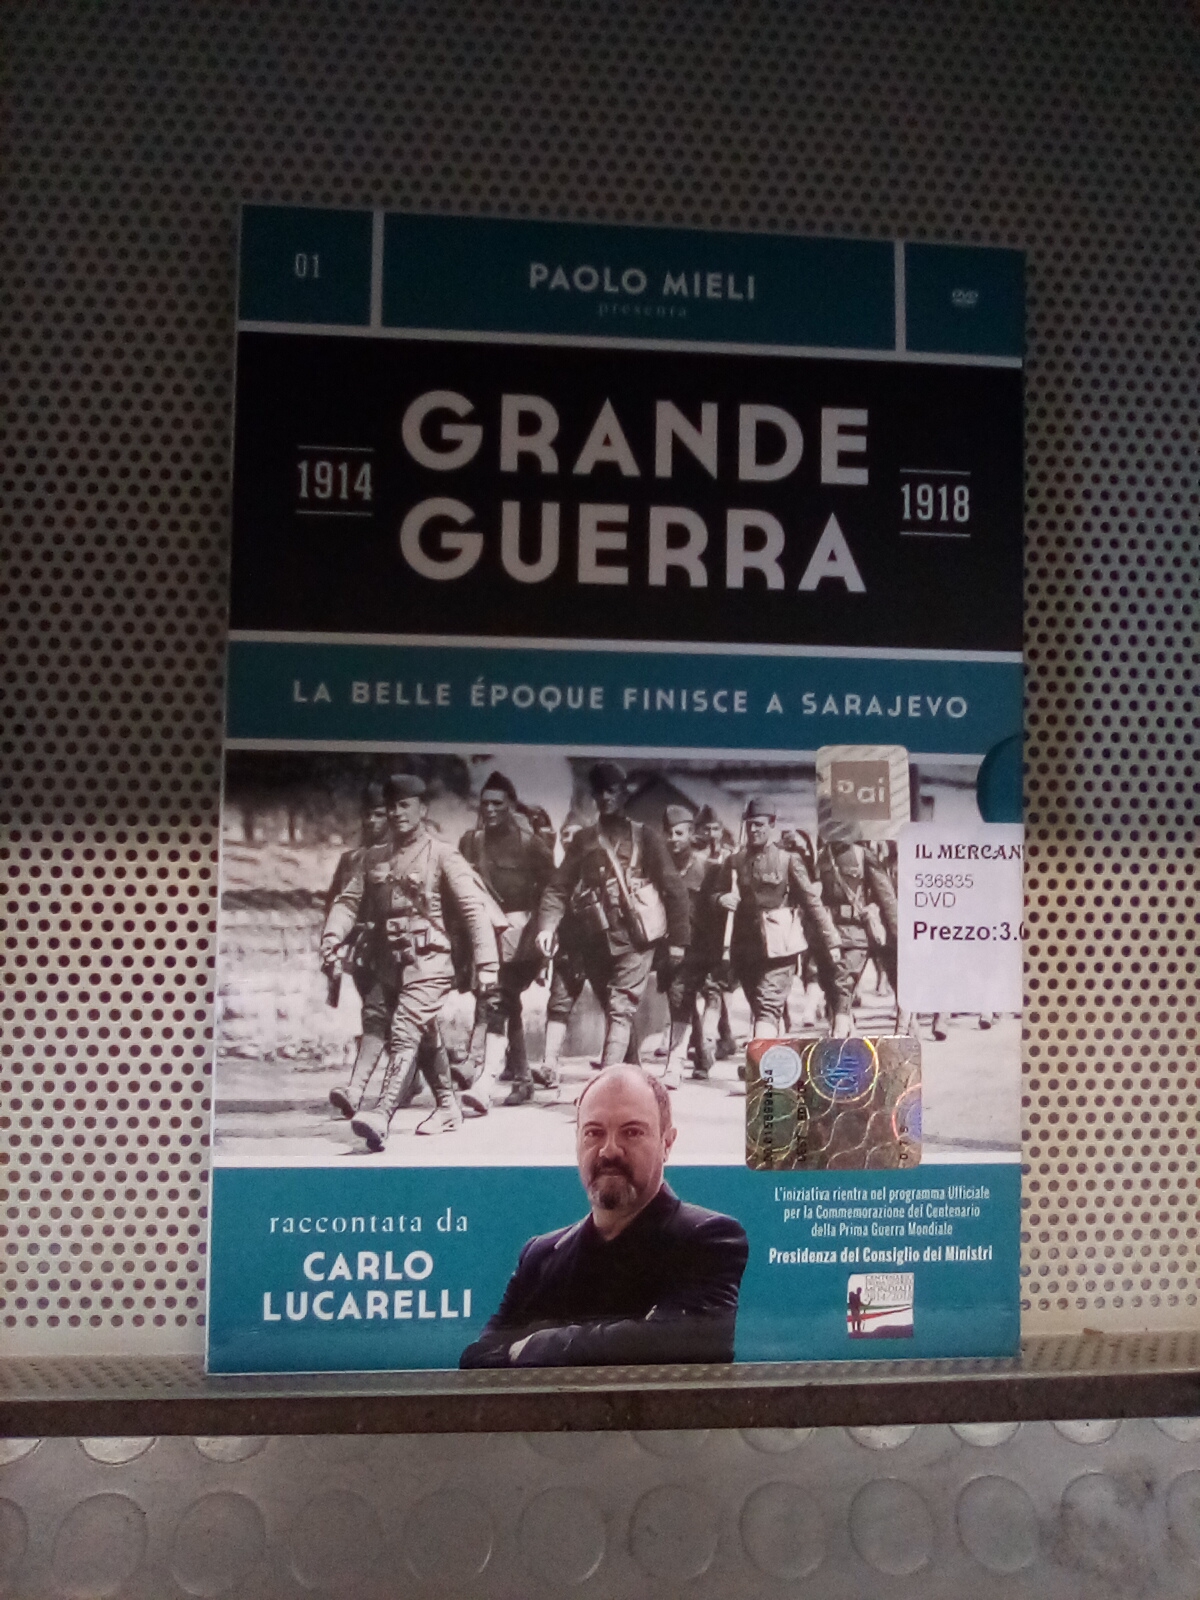 01
PAOLO MIELI
presenta
DVD
1914
GRANDE
GUERRA
1918
LA BELLE ÉPOQUE FINISCE A SARAJEVO
Rai
IL MERCAN
536835
DVD
Prezzo:3.0
raccontata da
CARLO
LUCARELLI
L'iniziativa rientra nel programma Ufficiale
per la Commemorazione del Centenario
della Prima Guerra Mondiale
Presidenza del Consiglio dei Ministri